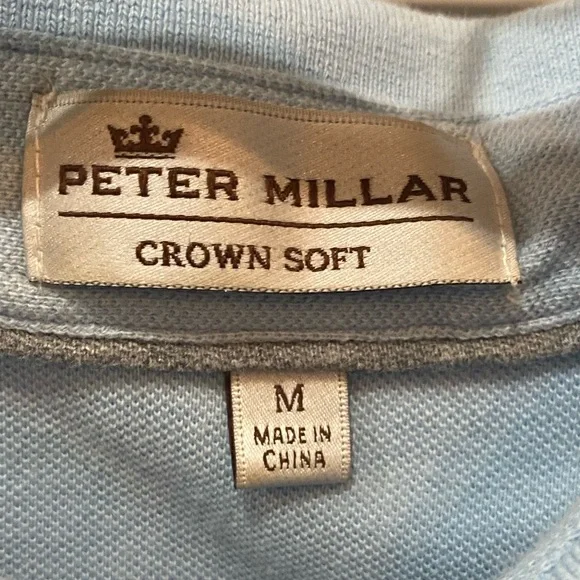 PETER MILLAR
CROWN SOFT
M
MADE IN
CHINA